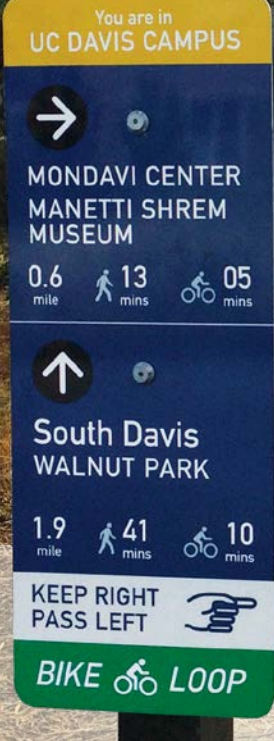 You are in
UC DAVIS CAMPUS
MONDAVI CENTER
MANETTI SHREM
MUSEUM
0.6 13 05
mile mins mins
South Davis
WALNUT PARK
1.9 41 10
mile mins mins
KEEP RIGHT
PASS LEFT
BIKE LOOP